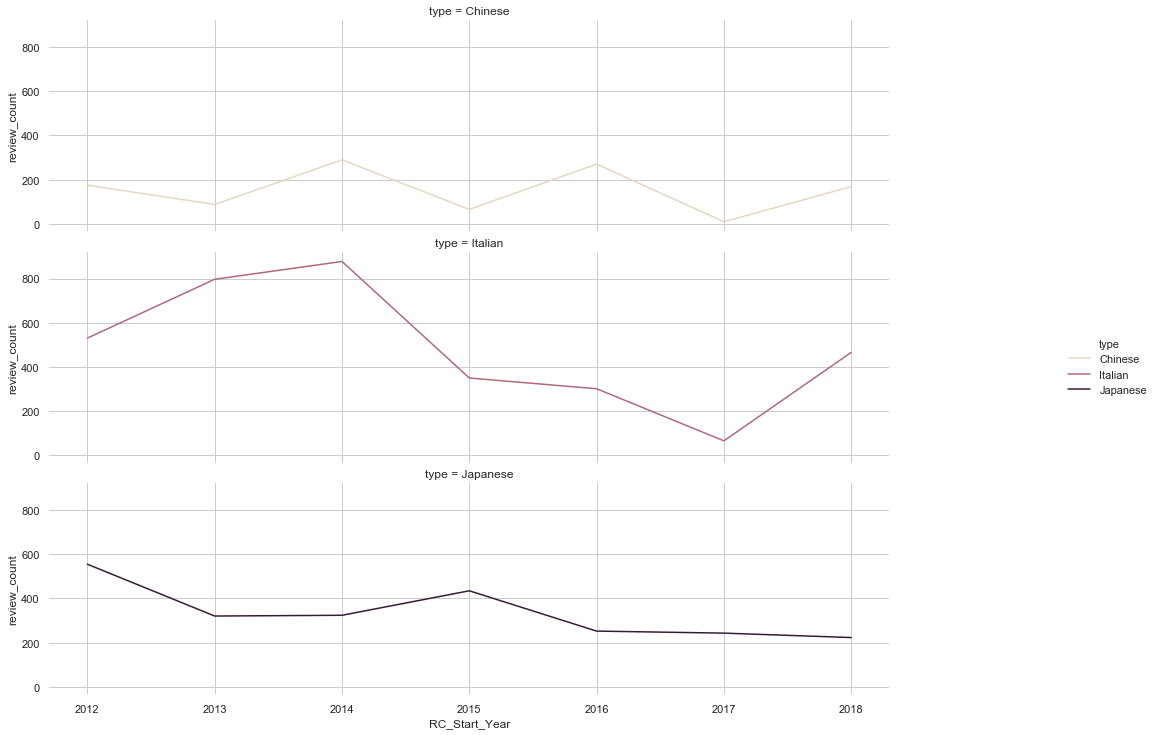 type = Chinese
800
600
400
200
0
review_count
type = Italian
800
600
400
200
0
review_count
type = Japanese
800
600
400
200
0
review_count
2012 2013 2014 2015 2016 2017 2018
RC_Start_Year
type
Chinese
Italian
Japanese